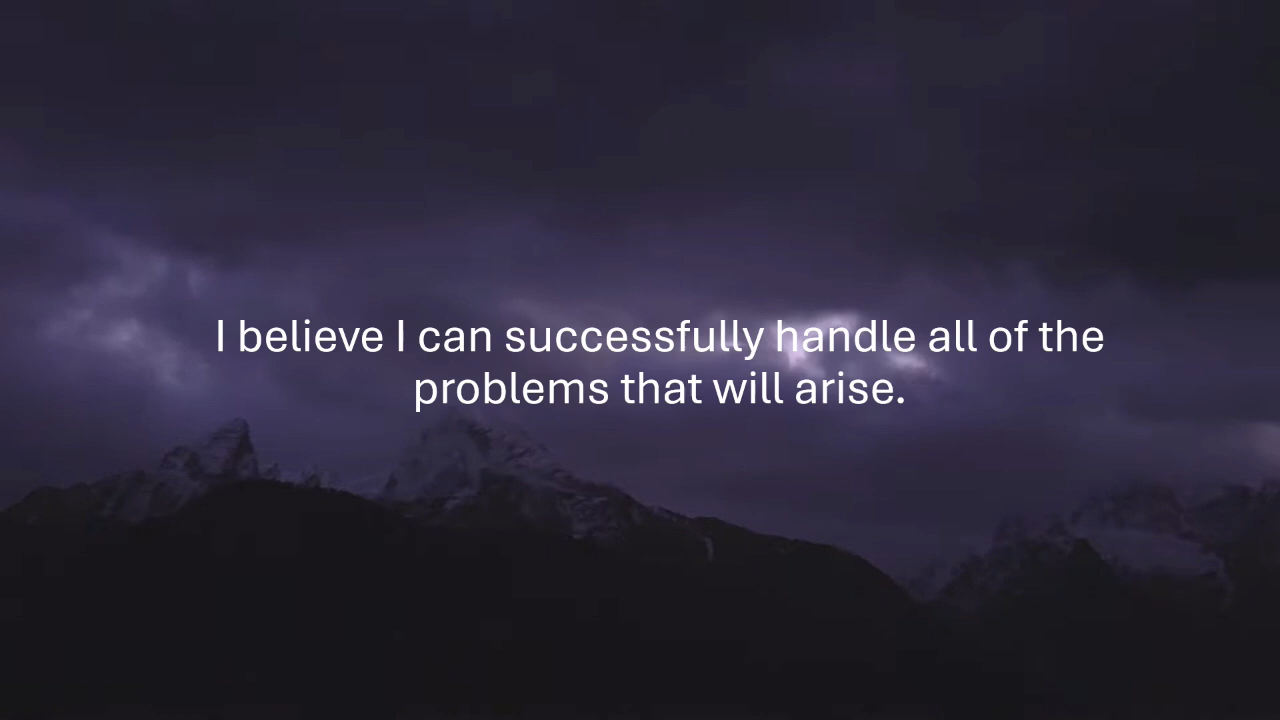 I believe I can successfully handle all of the
problems that will arise.